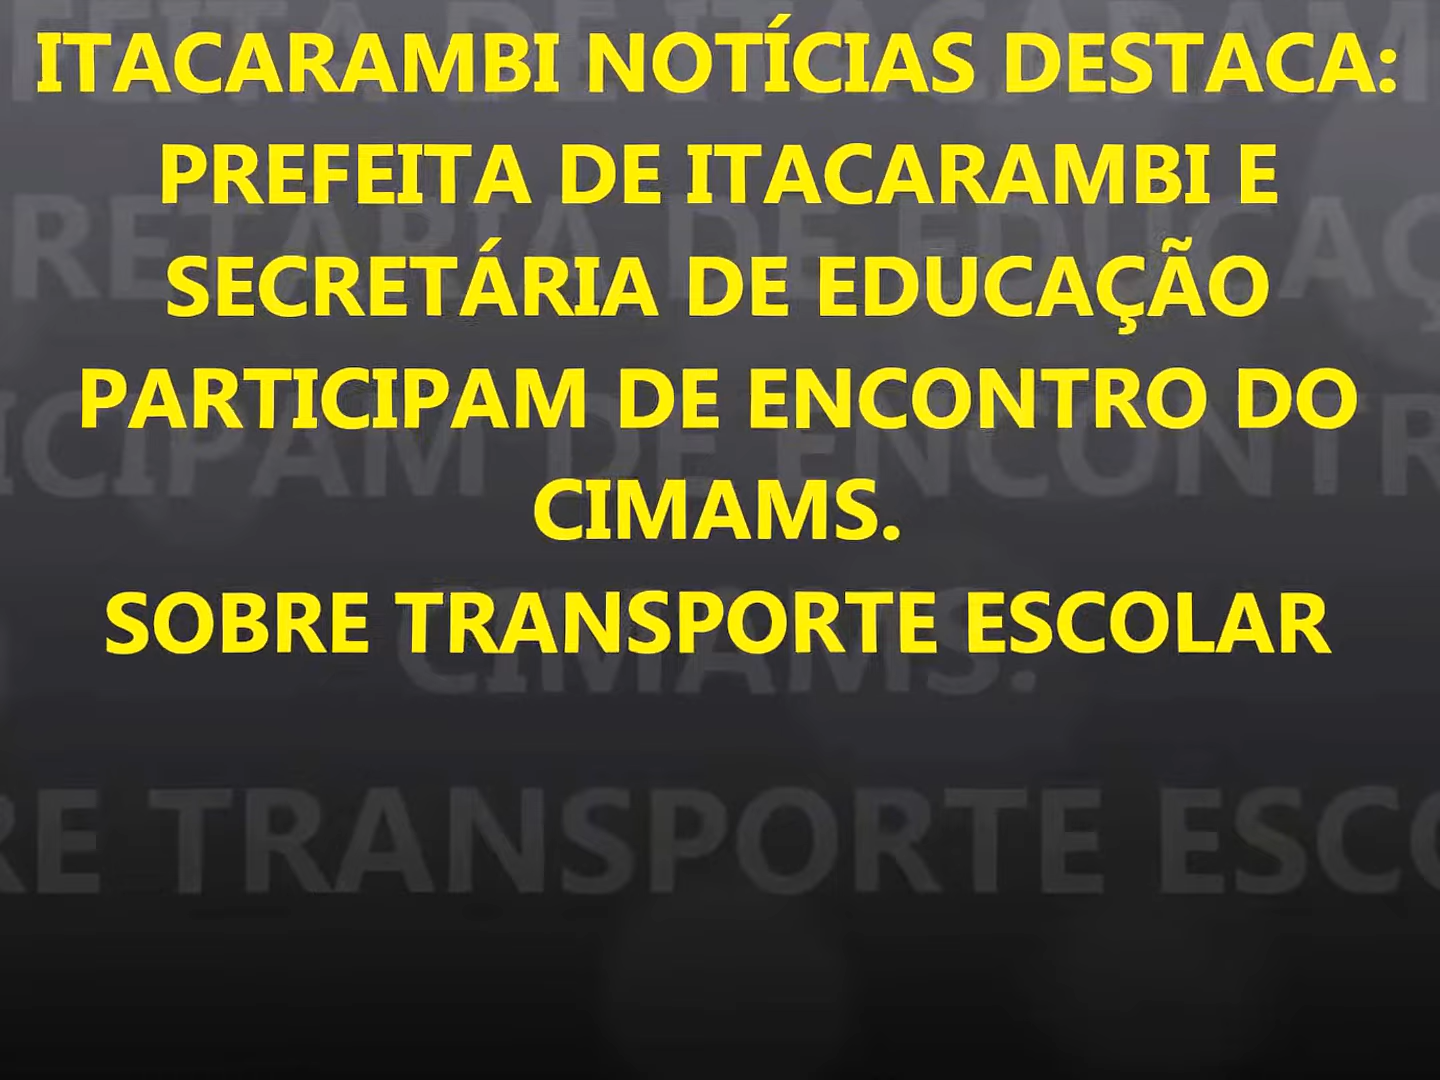 ITACARAMBI NOTÍCIAS DESTACA:
PREFEITA DE ITACARAMBI E
SECRETÁRIA DE EDUCAÇÃO
PARTICIPAM DE ENCONTRO DO
CIMAMS.
SOBRE TRANSPORTE ESCOLAR